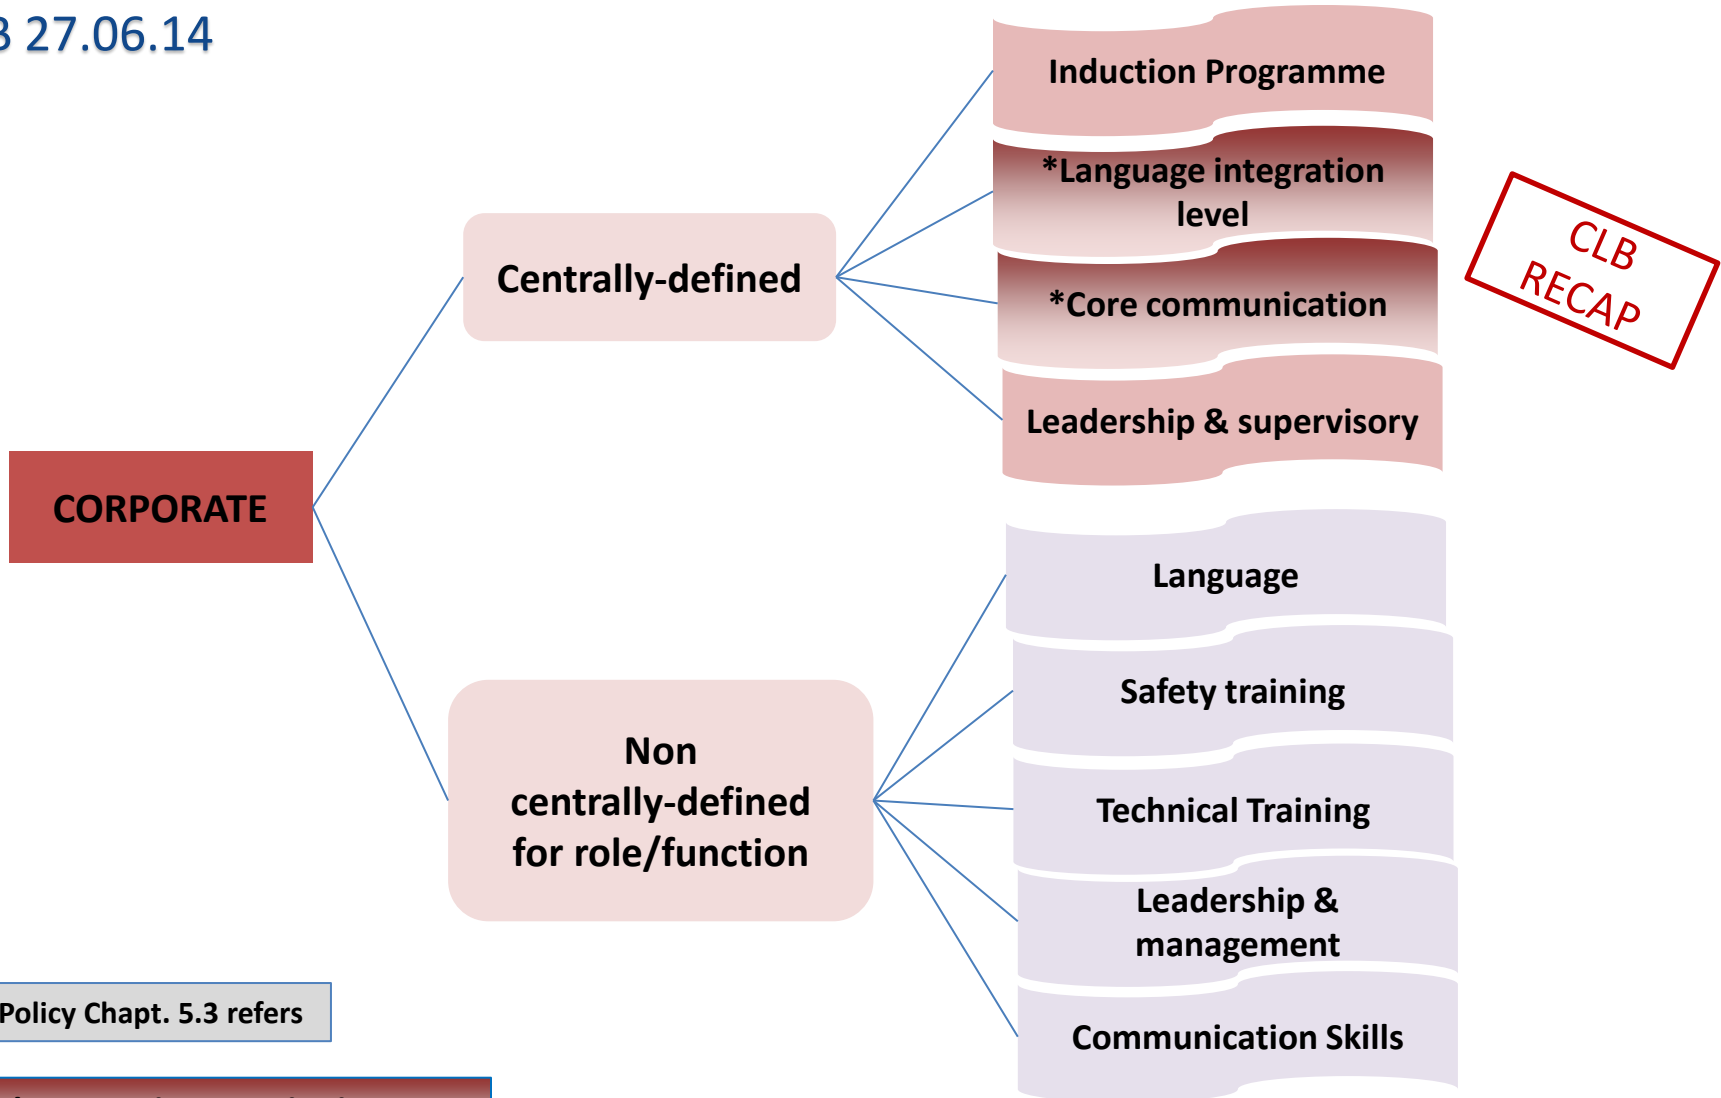 B 27.06.14
Induction Programme
*Language integration
level
*Core communication
Leadership & supervisory
CLB
RECAP
Centrally-defined
CORPORATE
Non
centrally-defined
for role/function
Language
Safety training
Technical Training
Leadership &
management
Communication Skills
Policy Chapt. 5.3 refers